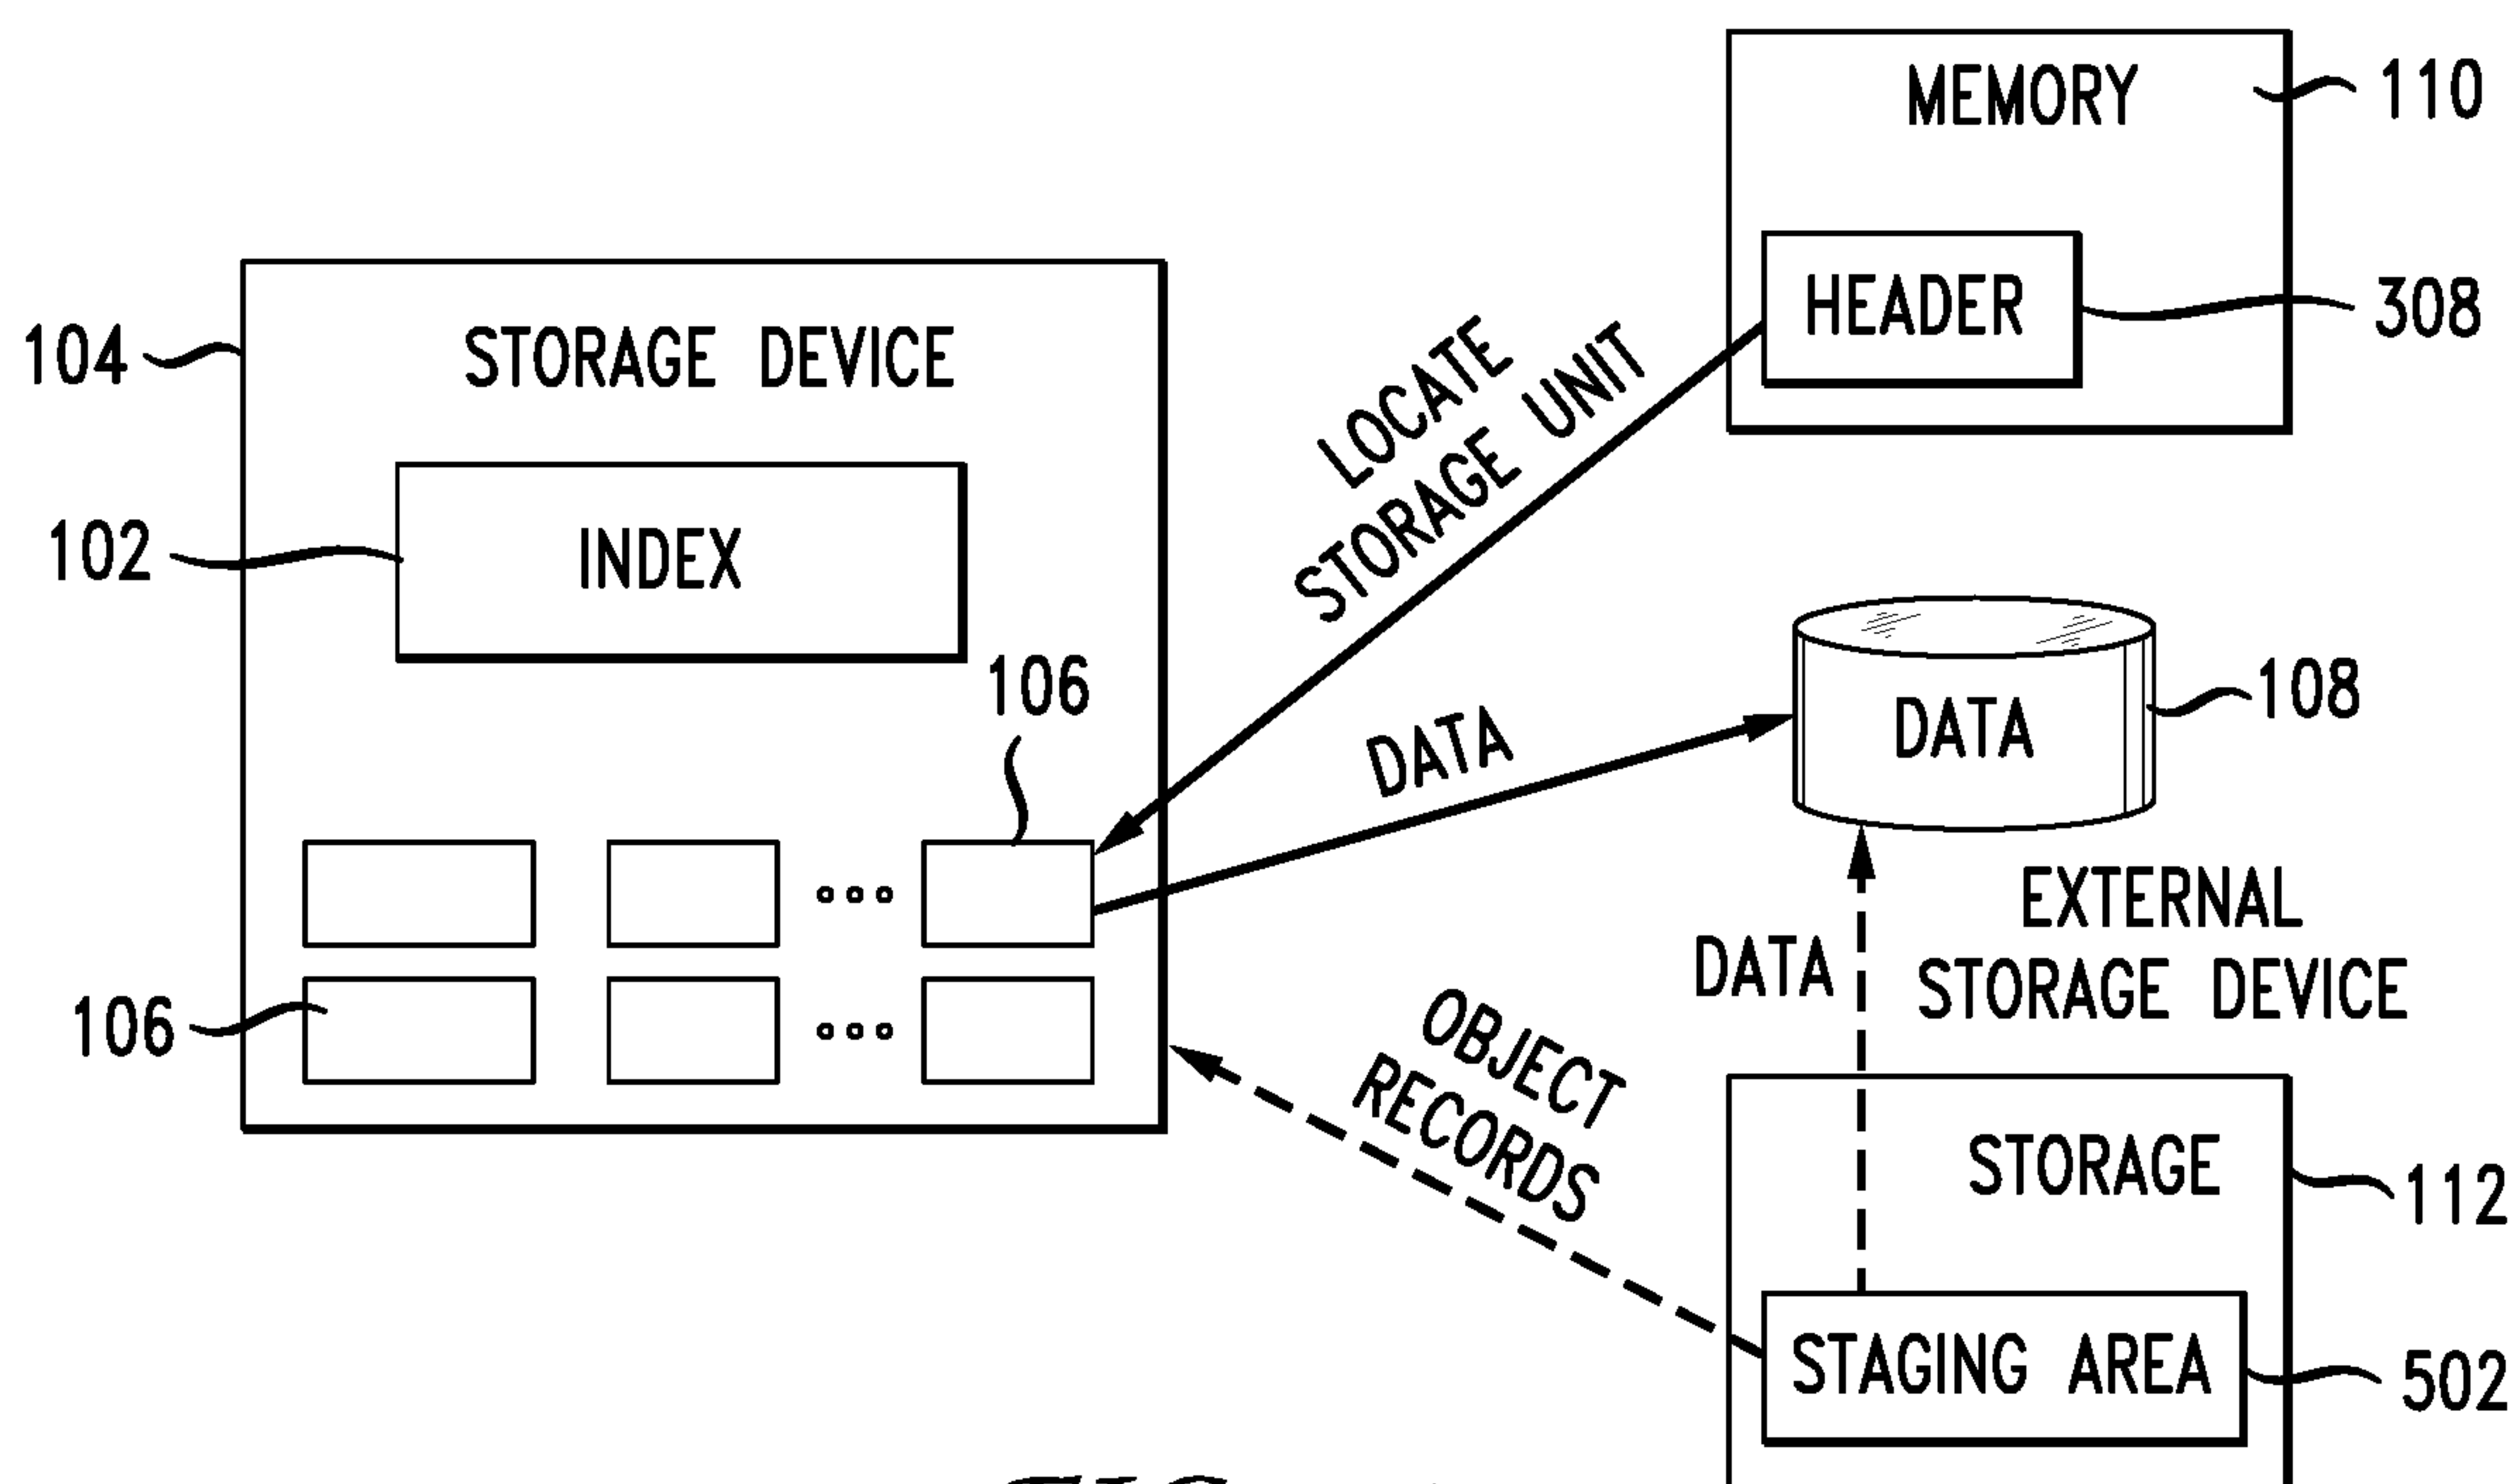 MEMORY
110
HEADER
308
104
STORAGE DEVICE
LOCATE
STORAGE UNIT
102
INDEX
106
DATA
DATA
108
EXTERNAL
STORAGE DEVICE
DATA
106
OBJECT
RECORDS
STORAGE
112
STAGING AREA
502